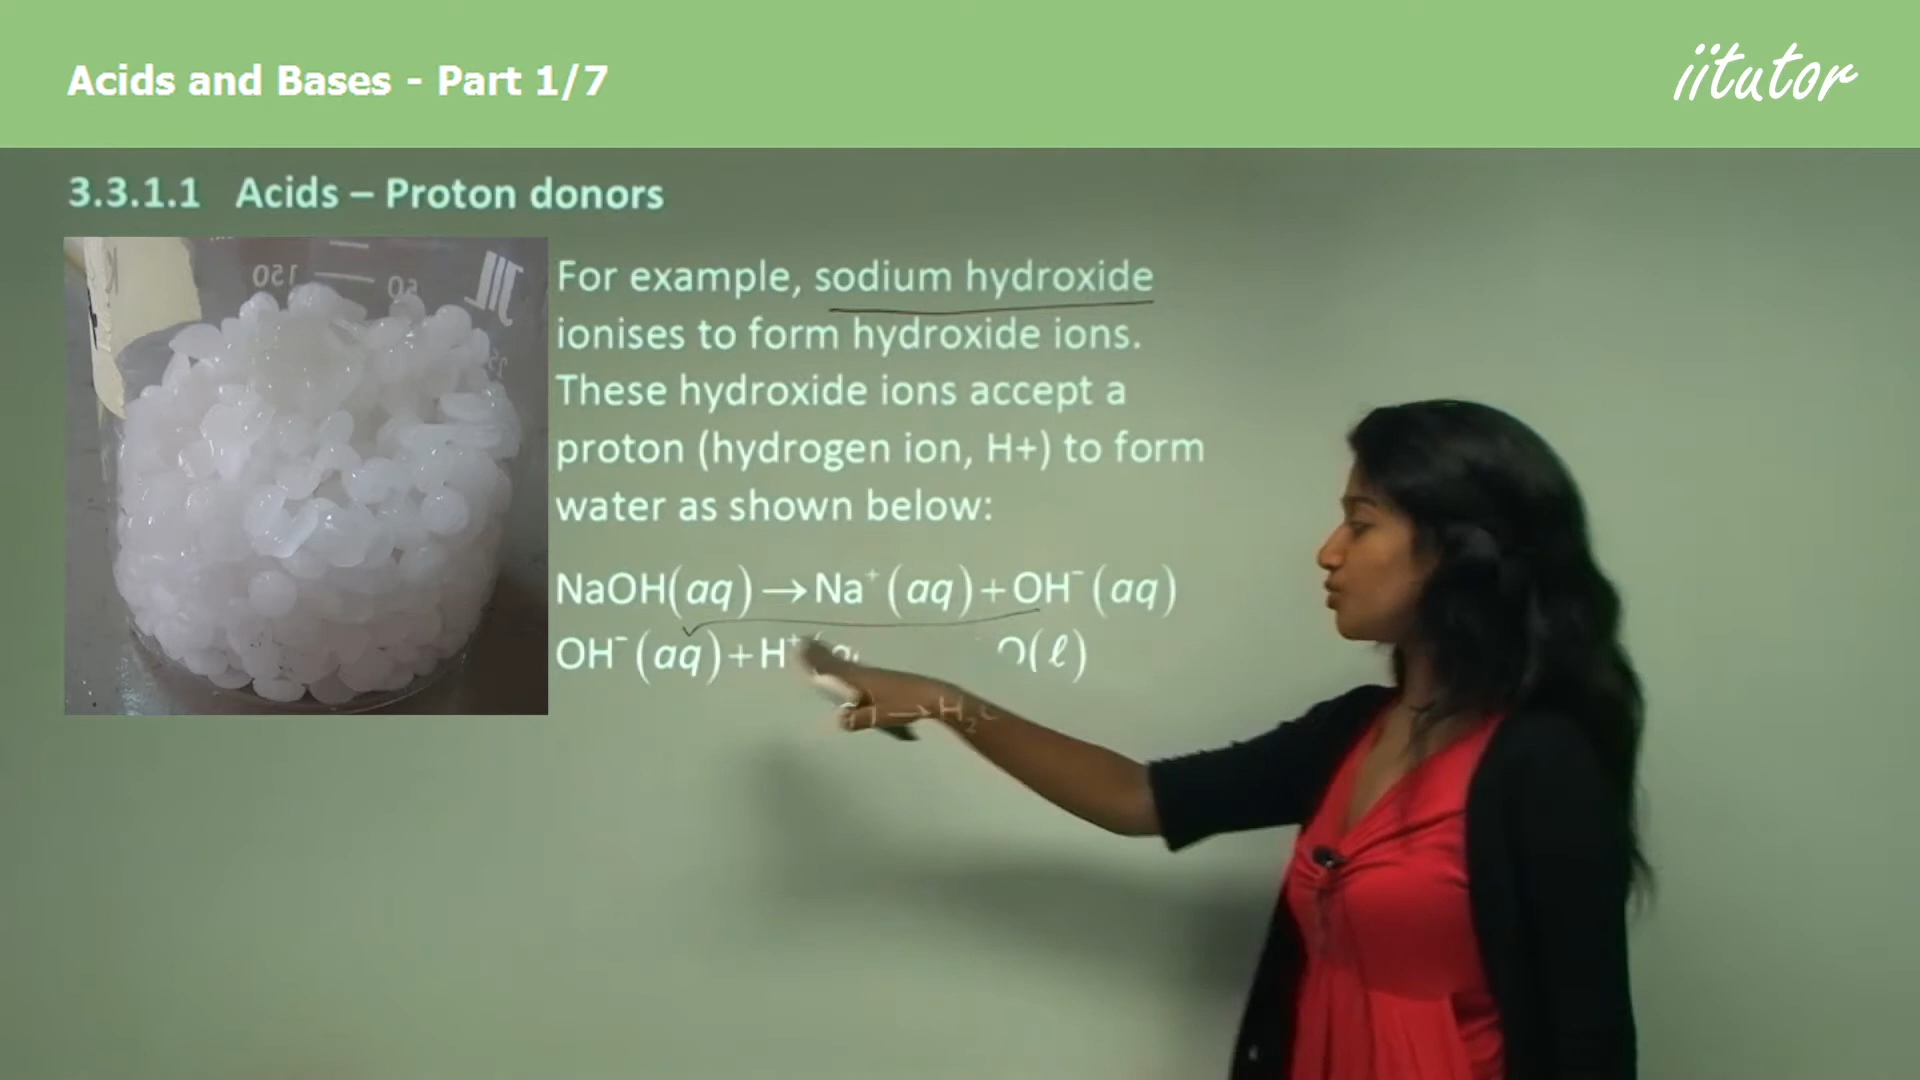 Acids and Bases - Part 1/7
iitutor
3.3.1.1 Acids – Proton donors
150
For example, sodium hydroxide
ionises to form hydroxide ions.
These hydroxide ions accept a
proton (hydrogen ion, H+) to form
water as shown below:
NaOH(aq)→Na⁺(aq)+OH⁻(aq)
OH⁻(aq)+H⁺(a (ℓ)
→H₂